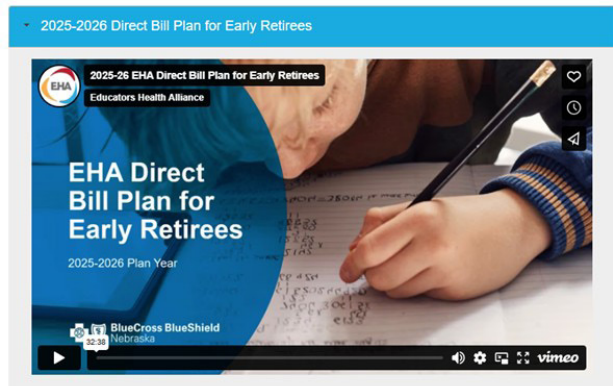 2025-2026 Direct Bill Plan for Early Retirees
EHA
2025-26 EHA Direct Bill Plan for Early Retirees
Educators Health Alliance
EHA Direct
Bill Plan for
Early Retirees
2025-2026 Plan Year
BlueCross BlueShield
Nebraska
32:38
vimeo